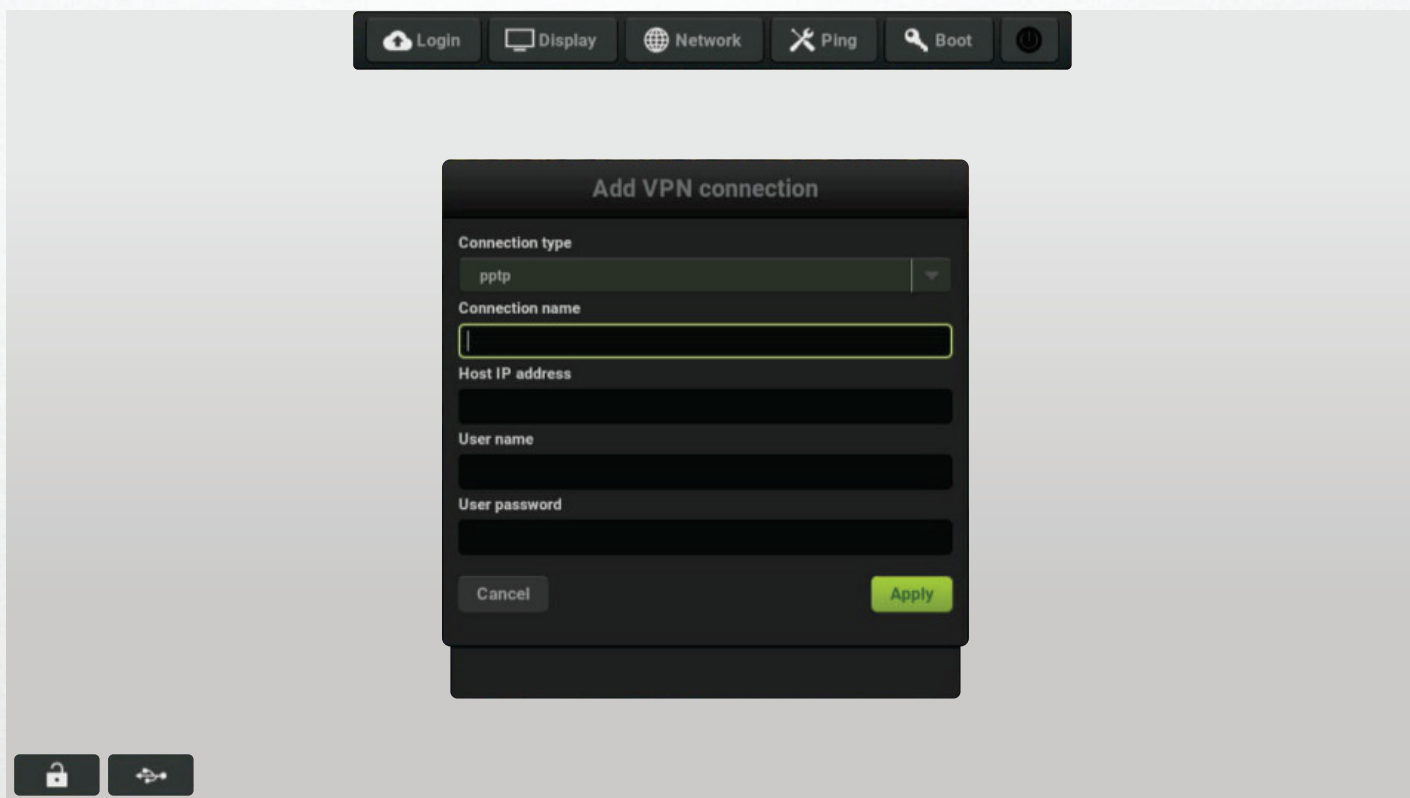 Login Display Network Ping Boot
Add VPN connection
Connection type
pptp
Connection name
Host IP address
User name
User password
Cancel Apply